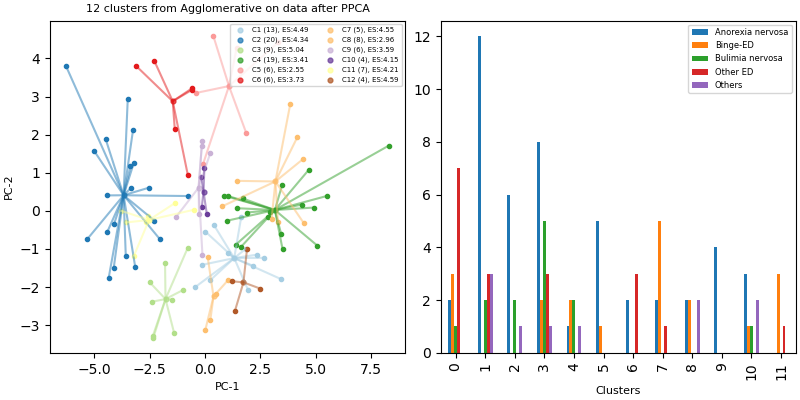 12 clusters from Agglomerative on data after PPCA
C1 (13), ES:4.49
C2 (20), ES:4.34
C3 (9), ES:5.04
C4 (19), ES:3.41
C5 (6), ES:2.55
C6 (6), ES:3.73
C7 (5), ES:4.55
C8 (8), ES:2.96
C9 (6), ES:3.59
C10 (4), ES:4.15
C11 (7), ES:4.21
C12 (4), ES:4.59
PC-2
4
3
2
1
0
−1
−2
−3
−5.0 −2.5 0.0 2.5 5.0 7.5
PC-1
Anorexia nervosa
Binge-ED
Bulimia nervosa
Other ED
Others
12
10
8
6
4
2
0
0 1 2 3 4 5 6 7 8 9 10 11
Clusters